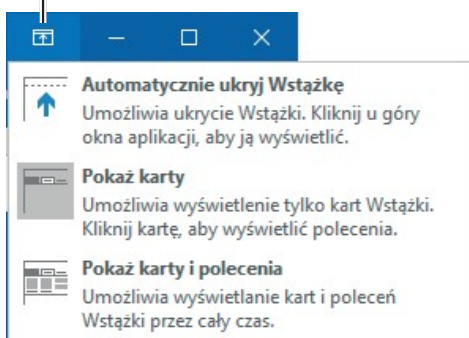 Automatycznie ukryj Wstążkę
Umożliwia ukrycie Wstążki. Kliknij u góry
okna aplikacji, aby ją wyświetlić.
Pokaż karty
Umożliwia wyświetlenie tylko kart Wstążki.
Kliknij kartę, aby wyświetlić polecenia.
Pokaż karty i polecenia
Umożliwia wyświetlanie kart i poleceń
Wstążki przez cały czas.